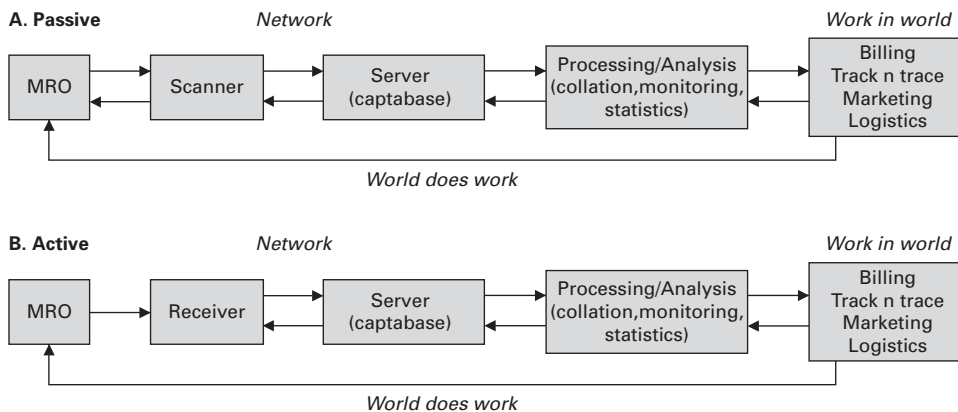 A. Passive
Network
Work in world
MRO
Scanner
Server
(captabase)
Processing/Analysis
(collation,monitoring,
statistics)
Billing
Track n trace
Marketing
Logistics
World does work
B. Active
Network
Work in world
MRO
Receiver
Server
(captabase)
Processing/Analysis
(collation,monitoring,
statistics)
Billing
Track n trace
Marketing
Logistics
World does work